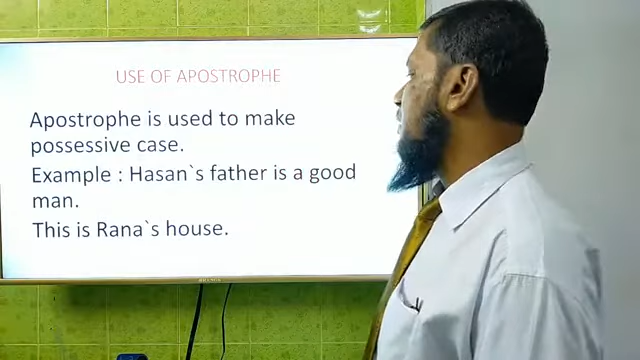 USE OF APOSTROPHE
Apostrophe is used to make
possessive case.
Example : Hasan`s father is a good
man.
This is Rana`s house.